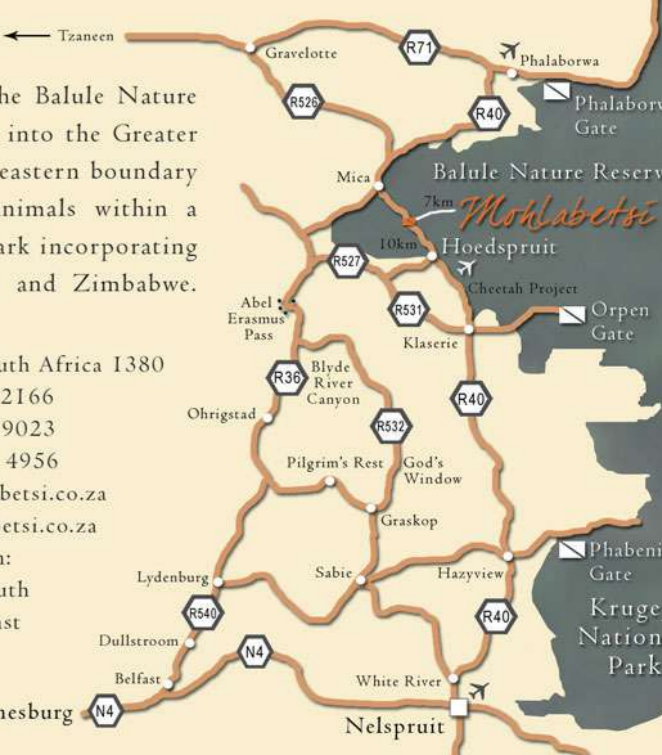 Tzaneen
Gravelotte
R71
Phalaborwa
R526
R40
Phalaborw
Gate
he Balule Nature
into the Greater
eastern boundary
nimals within a
ark incorporating
and Zimbabwe.
Mica
Balule Nature Reserv
7km
Mohlabetsi
10km
Hoedspruit
R527
Cheetah Project
Abel
Erasmus
Pass
R531
Orpen
Gate
Klaserie
uth Africa 1380
2166
9023
4956
betsi.co.za
etsi.co.za
n:
uth
st
R36
Blyde
River
Canyon
R40
Ohrigstad
R532
Pilgrim's Rest
God's
Window
Graskop
Phabeni
Gate
Lydenburg
Sabie
Hazyview
R540
R40
Kruge
Nation
Park
Dullstroom
N4
Belfast
White River
nesburg
N4
Nelspruit